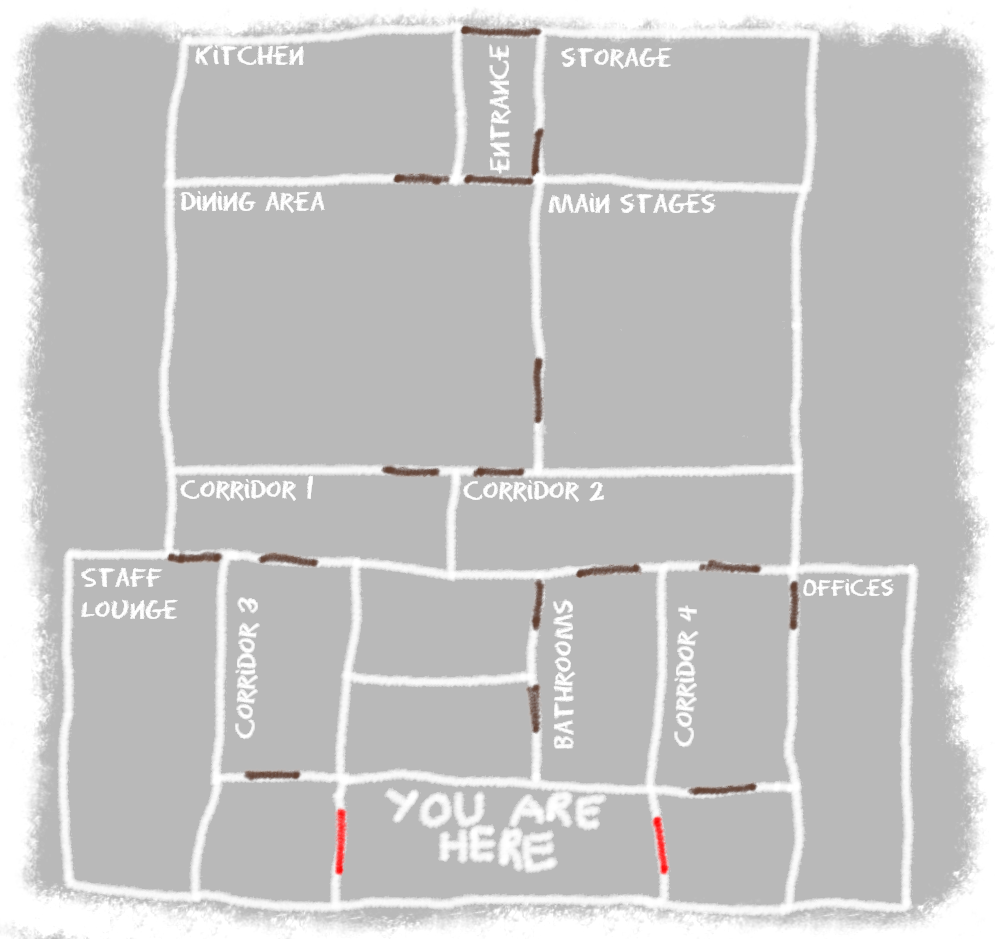 KITCHEN
ENTRANCE
STORAGE
DINING AREA
MAIN STAGES
CORRIDOR 1
CORRIDOR 2
STAFF
LOUNGE
CORRIDOR 3
BATHROOMS
CORRIDOR 4
OFFICES
YOU ARE
HERE